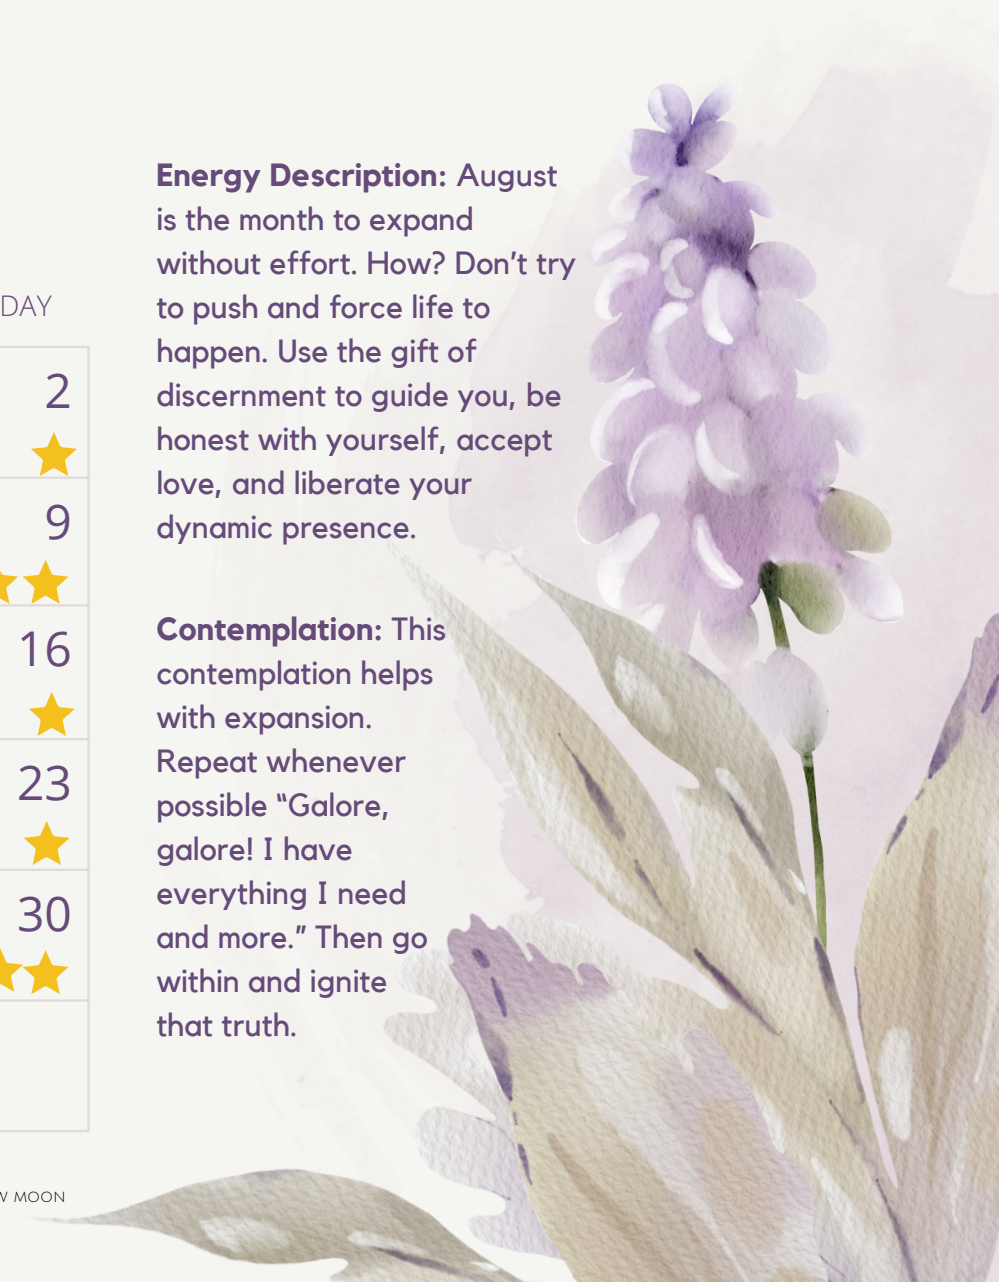 DAY
2
9
16
23
30
W MOON
Energy Description: August
is the month to expand
without effort. How? Don’t try
to push and force life to
happen. Use the gift of
discernment to guide you, be
honest with yourself, accept
love, and liberate your
dynamic presence.
Contemplation: This
contemplation helps
with expansion.
Repeat whenever
possible “Galore,
galore! I have
everything I need
and more.” Then go
within and ignite
that truth.